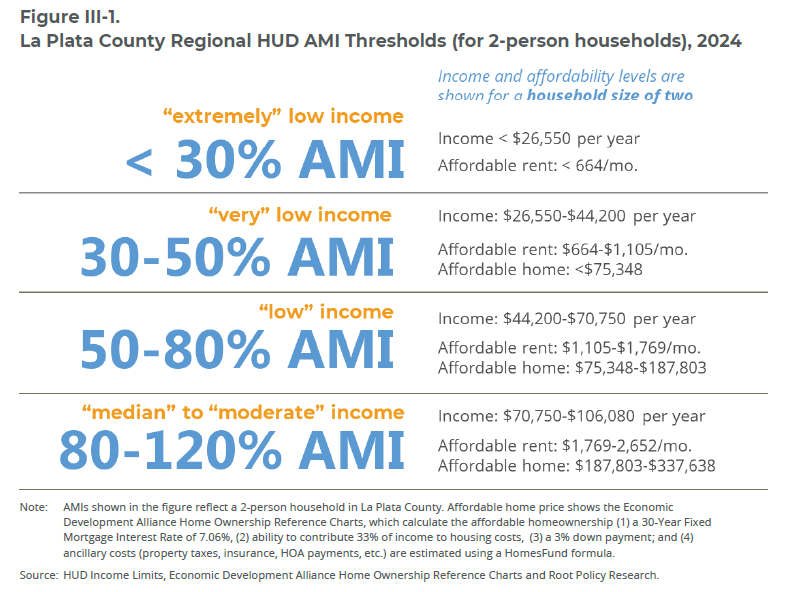 Figure III-1.
La Plata County Regional HUD AMI Thresholds (for 2-person households), 2024
Income and affordability levels are
shown for a household size of two
“extremely” low income
< 30% AMI
Income < $26,550 per year
Affordable rent: < 664/mo.
“very” low income
30-50% AMI
Income: $26,550-$44,200 per year
Affordable rent: $664-$1,105/mo.
Affordable home: <$75,348
“low” income
50-80% AMI
Income: $44,200-$70,750 per year
Affordable rent: $1,105-$1,769/mo.
Affordable home: $75,348-$187,803
“median” to “moderate” income
80-120% AMI
Income: $70,750-$106,080 per year
Affordable rent: $1,769-2,652/mo.
Affordable home: $187,803-$337,638
Note: AMIs shown in the figure reflect a 2-person household in La Plata County. Affordable home price shows the Economic
Development Alliance Home Ownership Reference Charts, which calculate the affordable homeownership (1) a 30-Year Fixed
Mortgage Interest Rate of 7.06%, (2) ability to contribute 33% of income to housing costs, (3) a 3% down payment; and (4)
ancillary costs (property taxes, insurance, HOA payments, etc.) are estimated using a HomesFund formula.
Source: HUD Income Limits, Economic Development Alliance Home Ownership Reference Charts and Root Policy Research.